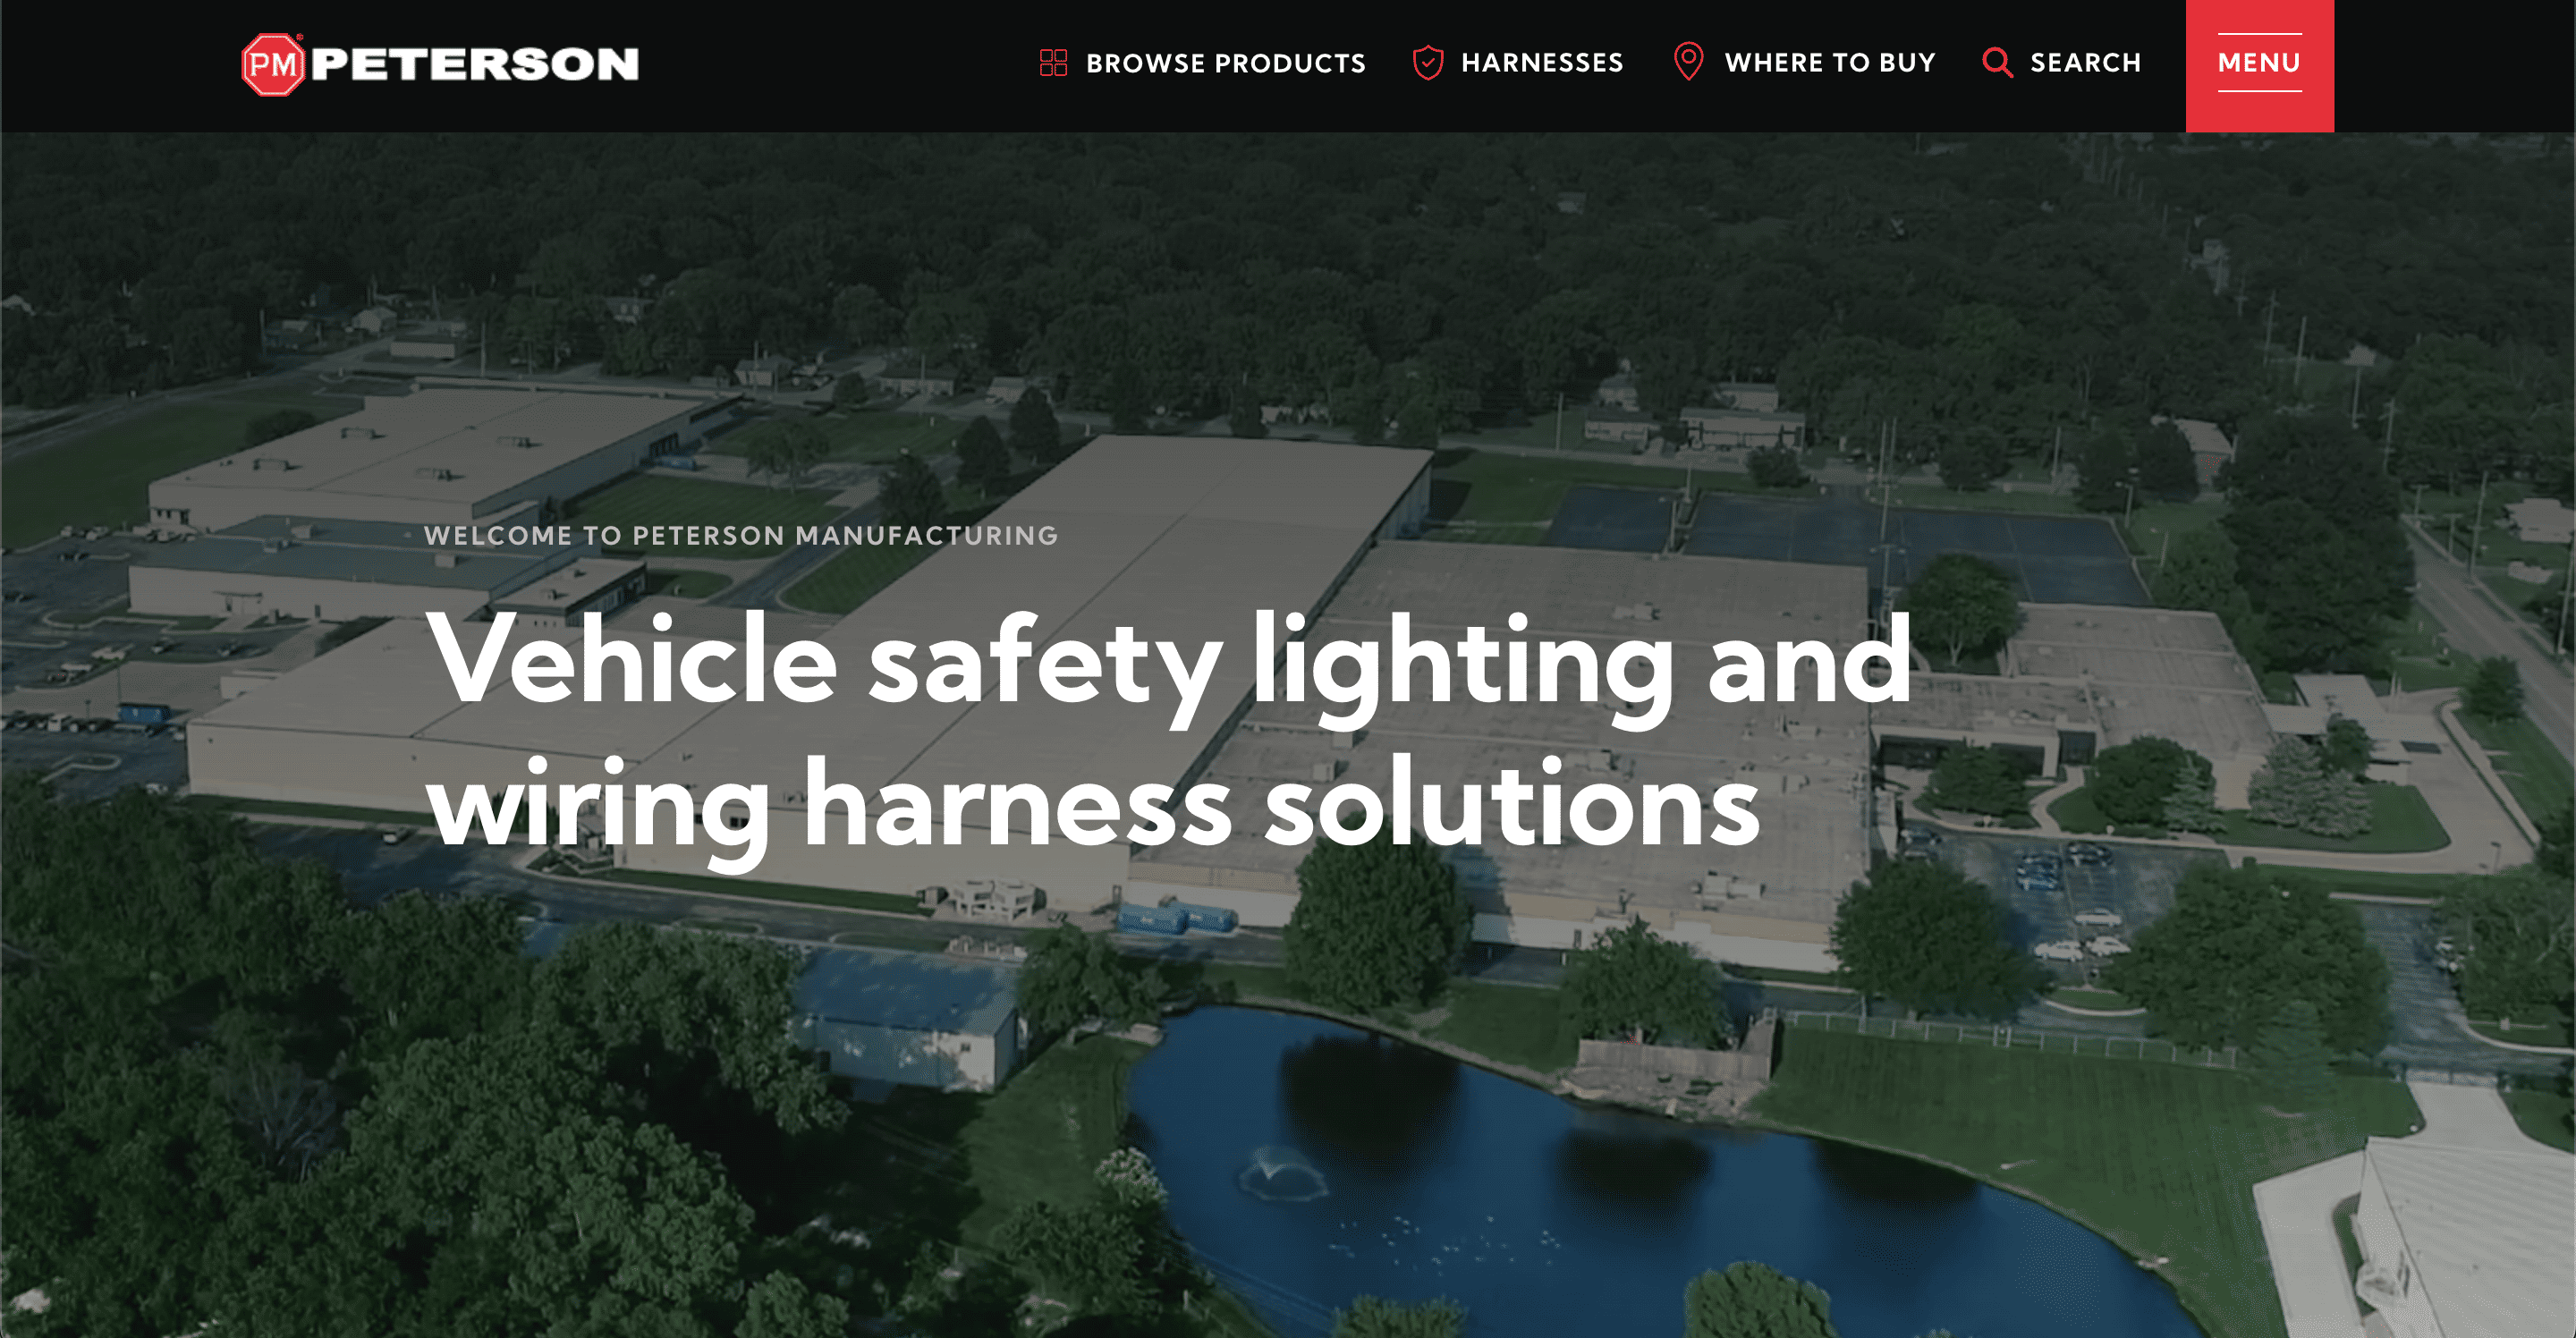 PM PETERSON
BROWSE PRODUCTS
HARNESSES
WHERE TO BUY
SEARCH
MENU
WELCOME TO PETERSON MANUFACTURING
Vehicle safety lighting and
wiring harness solutions